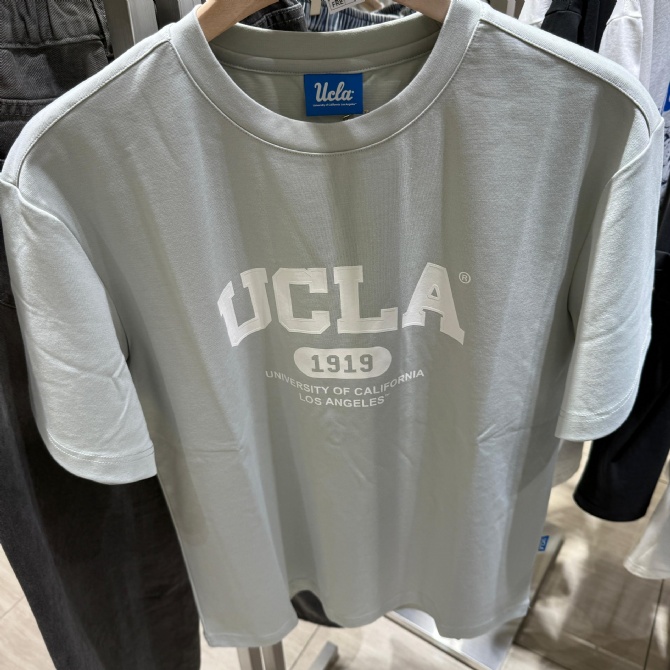 Ucla
UCLA®
1919
UNIVERSITY OF CALIFORNIA
LOS ANGELES™